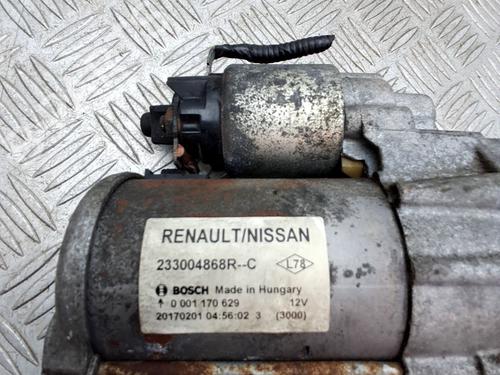 RENAULT/NISSAN
233004868R--C L78
BOSCH Made in Hungary
↑ 0 001 170 629 12V
20170201 04:56:02 3 (3000)